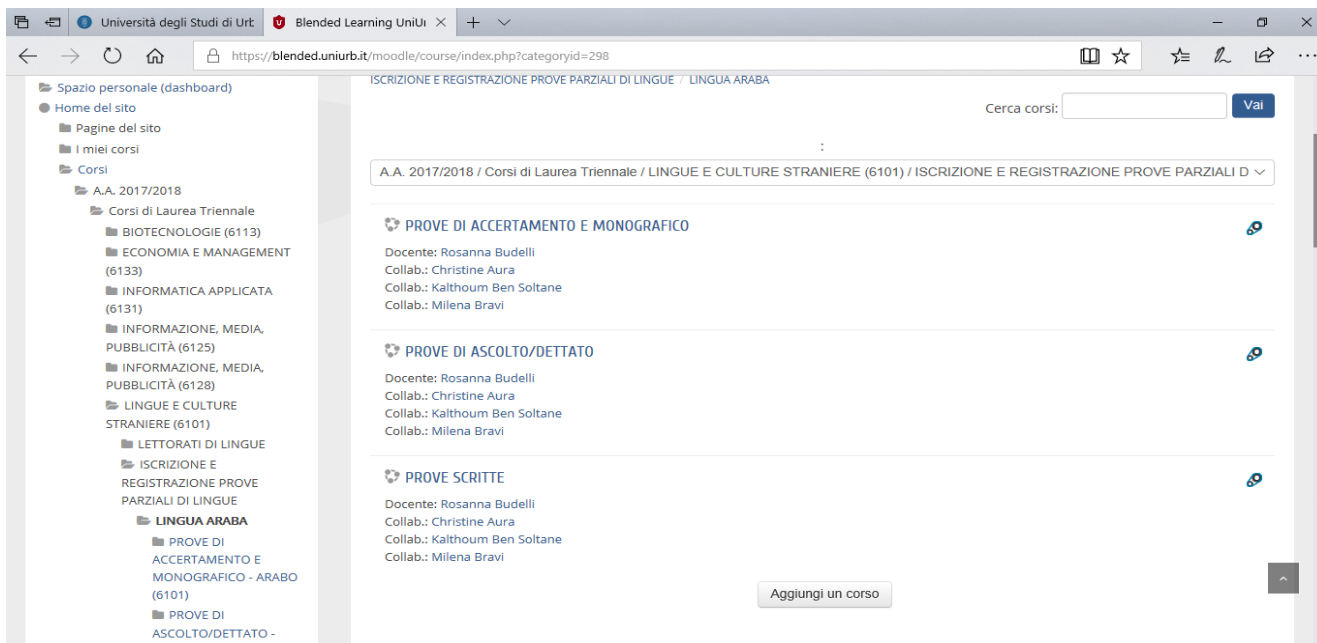 Università degli Studi di Urb
Blended Learning UniU
https://blended.uniurb.it/moodle/course/index.php?categoryid=298
Spazio personale (dashboard)
Home del sito
Pagine del sito
I miei corsi
Corsi
A.A. 2017/2018
Corsi di Laurea Triennale
BIOTECNOLOGIE (6113)
ECONOMIA E MANAGEMENT
(6133)
INFORMATICA APPLICATA
(6131)
INFORMAZIONE, MEDIA,
PUBBLICITÀ (6125)
INFORMAZIONE, MEDIA,
PUBBLICITÀ (6128)
LINGUE E CULTURE
STRANIERE (6101)
LETTORATI DI LINGUE
ISCRIZIONE E
REGISTRAZIONE PROVE
PARZIALI DI LINGUE
LINGUA ARABA
PROVE DI
ACCERTAMENTO E
MONOGRAFICO - ARABO
(6101)
PROVE DI
ASCOLTO/DETTATO -
ISCRIZIONE E REGISTRAZIONE PROVE PARZIALI DI LINGUE / LINGUA ARABA
Cerca corsi: Vai
:
A.A. 2017/2018 / Corsi di Laurea Triennale / LINGUE E CULTURE STRANIERE (6101) / ISCRIZIONE E REGISTRAZIONE PROVE PARZIALI D
PROVE DI ACCERTAMENTO E MONOGRAFICO
Docente: Rosanna Budelli
Collab.: Christine Aura
Collab.: Kalthoum Ben Soltane
Collab.: Milena Bravi
PROVE DI ASCOLTO/DETTATO
Docente: Rosanna Budelli
Collab.: Christine Aura
Collab.: Kalthoum Ben Soltane
Collab.: Milena Bravi
PROVE SCRITTE
Docente: Rosanna Budelli
Collab.: Christine Aura
Collab.: Kalthoum Ben Soltane
Collab.: Milena Bravi
Aggiungi un corso